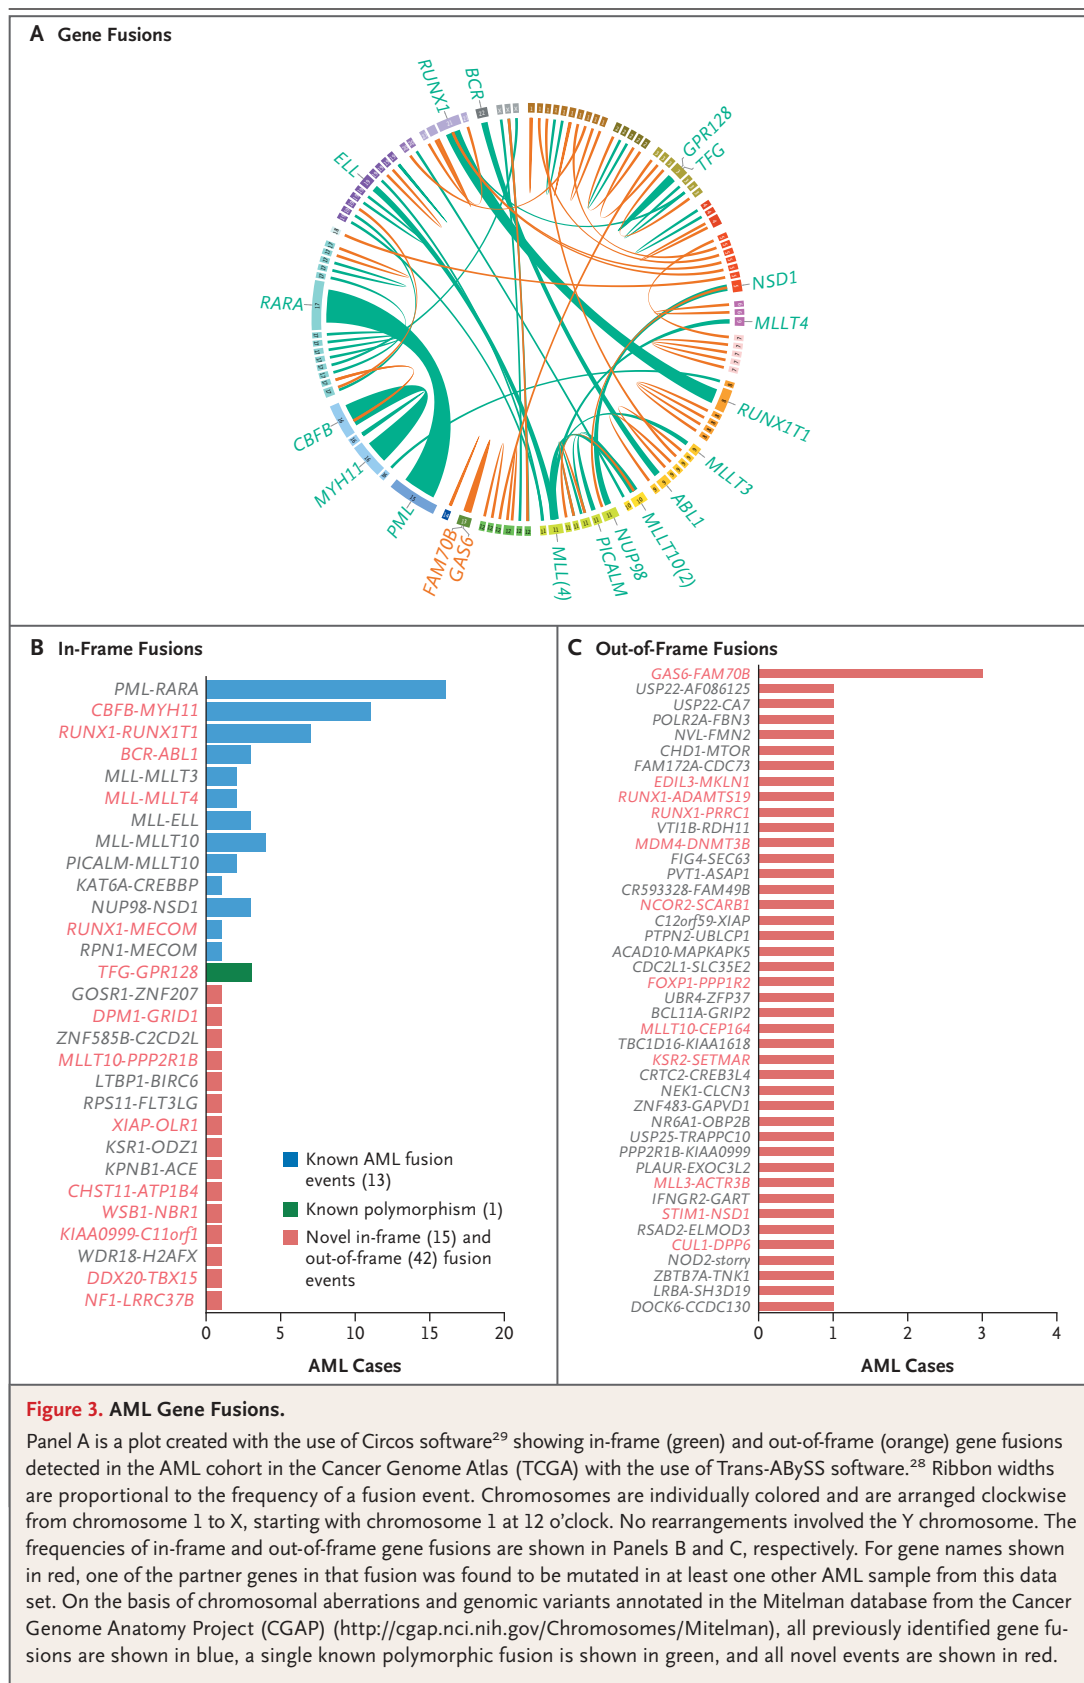 A Gene Fusions
RUNX1
BCR
GPR128
TFG
ELL
NSD1
RARA
MLLT4
RUNX1T1
CBFB
MLLT3
MYH11
ABL1
PML
MLLT10(2)
FAM70B
GAS6
NUP98
PICALM
MLL(4)
B In-Frame Fusions
PML-RARA
CBFB-MYH11
RUNX1-RUNX1T1
BCR-ABL1
MLL-MLLT3
MLL-MLLT4
MLL-ELL
MLL-MLLT10
PICALM-MLLT10
KAT6A-CREBBP
NUP98-NSD1
RUNX1-MECOM
RPN1-MECOM
TFG-GPR128
GOSR1-ZNF207
DPM1-GRID1
ZNF585B-C2CD2L
MLLT10-PPP2R1B
LTBP1-BIRC6
RPS11-FLT3LG
XIAP-OLR1
KSR1-ODZ1
KPNB1-ACE
CHST11-ATP1B4
WSB1-NBR1
KIAA0999-C11orf1
WDR18-H2AFX
DDX20-TBX15
NF1-LRRC37B
Known AML fusion
events (13)
Known polymorphism (1)
Novel in-frame (15) and
out-of-frame (42) fusion
events
0 5 10 15 20
AML Cases
C Out-of-Frame Fusions
GAS6-FAM70B
USP22-AF086125
USP22-CA7
POLR2A-FBN3
NVL-FMN2
CHD1-MTOR
FAM172A-CDC73
EDIL3-MKLN1
RUNX1-ADAMTS19
RUNX1-PRRC1
VTI1B-RDH11
MDM4-DNMT3B
FIG4-SEC63
PVT1-ASAP1
CR593328-FAM49B
NCOR2-SCARB1
C12orf59-XIAP
PTPN2-UBLCP1
ACAD10-MAPKAPK5
CDC2L1-SLC35E2
FOXP1-PPP1R2
UBR4-ZFP37
BCL11A-GRIP2
MLLT10-CEP164
TBC1D16-KIAA1618
KSR2-SETMAR
CRTC2-CREB3L4
NEK1-CLCN3
ZNF483-GAPVD1
NR6A1-OBP2B
USP25-TRAPPC10
PPP2R1B-KIAA0999
PLAUR-EXOC3L2
MLL3-ACTR3B
IFNGR2-GART
STIM1-NSD1
RSAD2-ELMOD3
CUL1-DPP6
NOD2-storry
ZBTB7A-TNK1
LRBA-SH3D19
DOCK6-CCDC130
0 1 2 3 4
AML Cases
Figure 3. AML Gene Fusions.
Panel A is a plot created with the use of Circos software²⁹ showing in-frame (green) and out-of-frame (orange) gene fusions
detected in the AML cohort in the Cancer Genome Atlas (TCGA) with the use of Trans-ABySS software.²⁸ Ribbon widths
are proportional to the frequency of a fusion event. Chromosomes are individually colored and are arranged clockwise
from chromosome 1 to X, starting with chromosome 1 at 12 o'clock. No rearrangements involved the Y chromosome. The
frequencies of in-frame and out-of-frame gene fusions are shown in Panels B and C, respectively. For gene names shown
in red, one of the partner genes in that fusion was found to be mutated in at least one other AML sample from this data
set. On the basis of chromosomal aberrations and genomic variants annotated in the Mitelman database from the Cancer
Genome Anatomy Project (CGAP) (http://cgap.nci.nih.gov/Chromosomes/Mitelman), all previously identified gene fu-
sions are shown in blue, a single known polymorphic fusion is shown in green, and all novel events are shown in red.